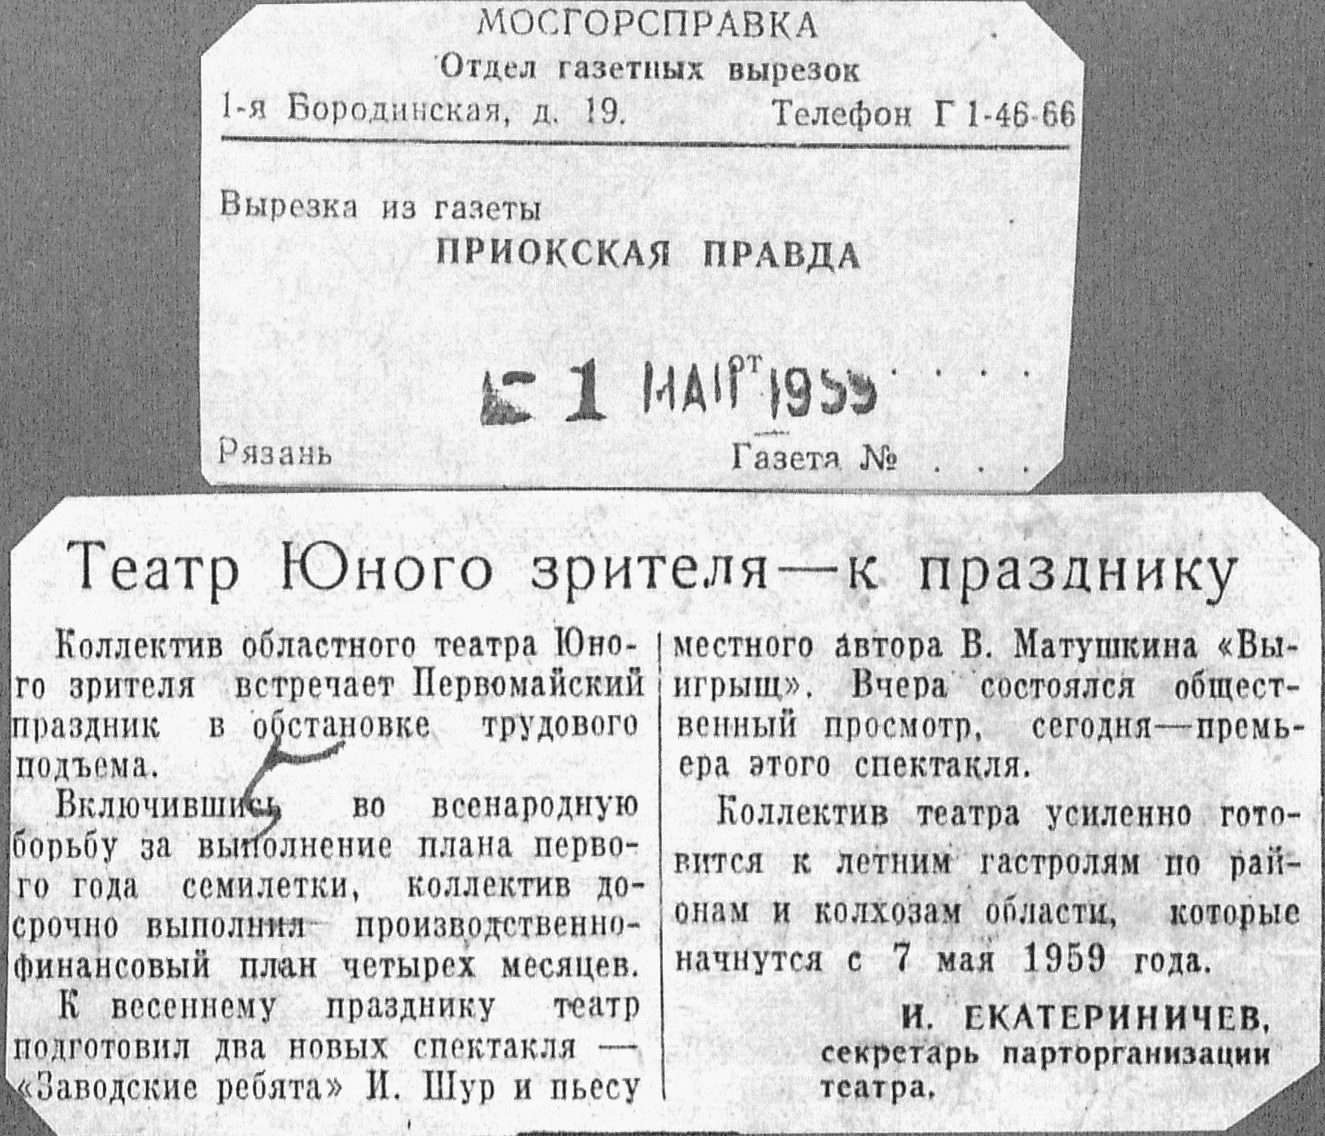 МОСГОРСПРАВКА
Отдел газетных вырезок
1-я Бородинская, д. 19. Телефон Г 1-46-66
Вырезка из газеты
ПРИОКСКАЯ ПРАВДА
1 1959
Рязань Газета № . . .
Театр Юного зрителя—к празднику
Коллектив областного театра Юно-
го зрителя встречает Первомайский
праздник в обстановке трудового
подъема.
Включившись во всенародную
борьбу за выполнение плана перво-
го года семилетки, коллектив до-
срочно выполнил производственно-
финансовый план четырех месяцев.
К весеннему празднику театр
подготовил два новых спектакля —
«Заводские ребята» И. Шур и пьесу
местного автора В. Матушкина «Вы-
игрыщ». Вчера состоялся общест-
венный просмотр, сегодня—премь-
ера этого спектакля.
Коллектив театра усиленно гото-
вится к летним гастролям по рай-
онам и колхозам области, которые
начнутся с 7 мая 1959 года.
И. ЕКАТЕРИНИЧЕВ,
секретарь парторганизации
театра.